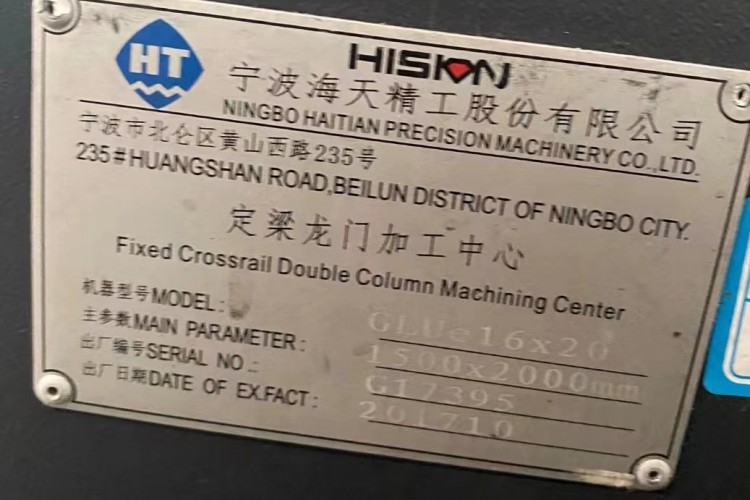 HT
HISION
宁波海天精工股份有限公司
NINGBO HAITIAN PRECISION MACHINERY CO.,LTD.
宁波市北仑区黄山西路235号
235#HUANGSHAN ROAD,BEILUN DISTRICT OF NINGBO CITY.
定梁龙门加工中心
Fixed Crossrail Double Column Machining Center
机器型号MODEL: GLUe16x20
主参数MAIN PARAMETER: 1500x2000mm
出厂编号SERIAL NO.: G17395
出厂日期DATE OF EX.FACT: 201710